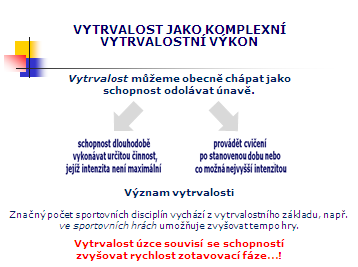 VYTRVALOST JAKO KOMPLEXNÍ
VYTRVALOSTNÍ VÝKON
Vytrvalost můžeme obecně chápat jako
schopnost odolávat únavě.
schopnost dlouhodobě
vykonávat určitou činnost,
jejíž intenzita není maximální
provádět cvičení
po stanovenou dobu nebo
co možná nejvyšší intenzitou
Význam vytrvalosti
Značný počet sportovních disciplín vychází z vytrvalostního základu, např.
ve sportovních hrách umožňuje zvyšovat tempo hry.
Vytrvalost úzce souvisí se schopností
zvyšovat rychlost zotavovací fáze...!